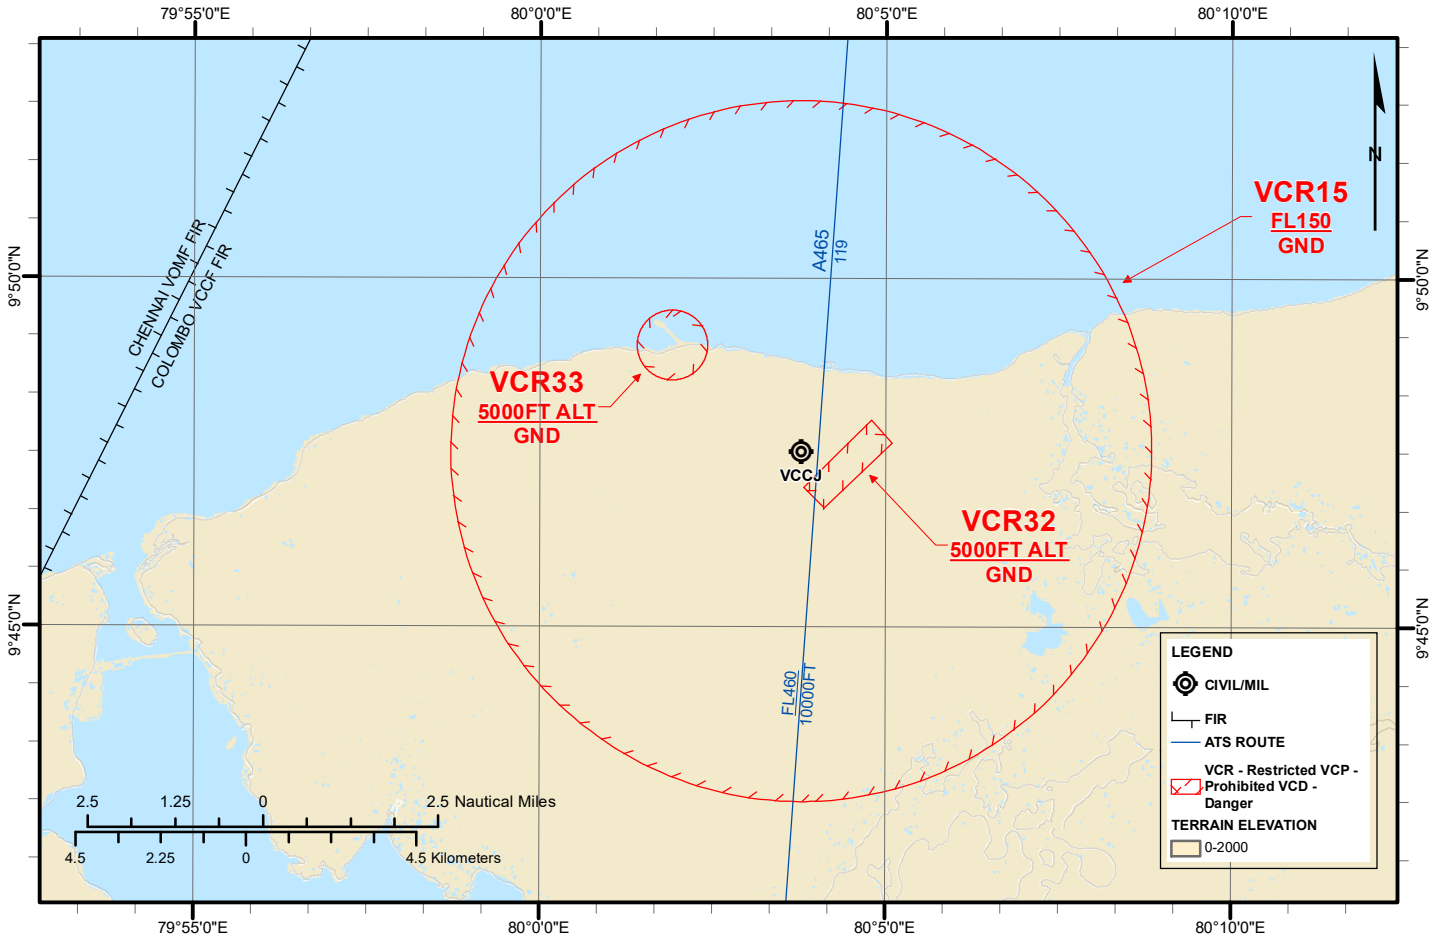 79°55'0"E
80°0'0"E
80°5'0"E
80°10'0"E
N
VCR15
FL150
GND
A465
119
CHENNAI VOMF FIR
COLOMBO VCCF FIR
9°50'0"N
9°50'0"N
VCR33
5000FT ALT
GND
VCCJ
VCR32
5000FT ALT
GND
9°45'0"N
9°45'0"N
FL460
10000FT
LEGEND
CIVIL/MIL
FIR
ATS ROUTE
VCR - Restricted VCP -
Prohibited VCD -
Danger
TERRAIN ELEVATION
0-2000
2.5 1.25 0 2.5 Nautical Miles
4.5 2.25 0 4.5 Kilometers
79°55'0"E
80°0'0"E
80°5'0"E
80°10'0"E